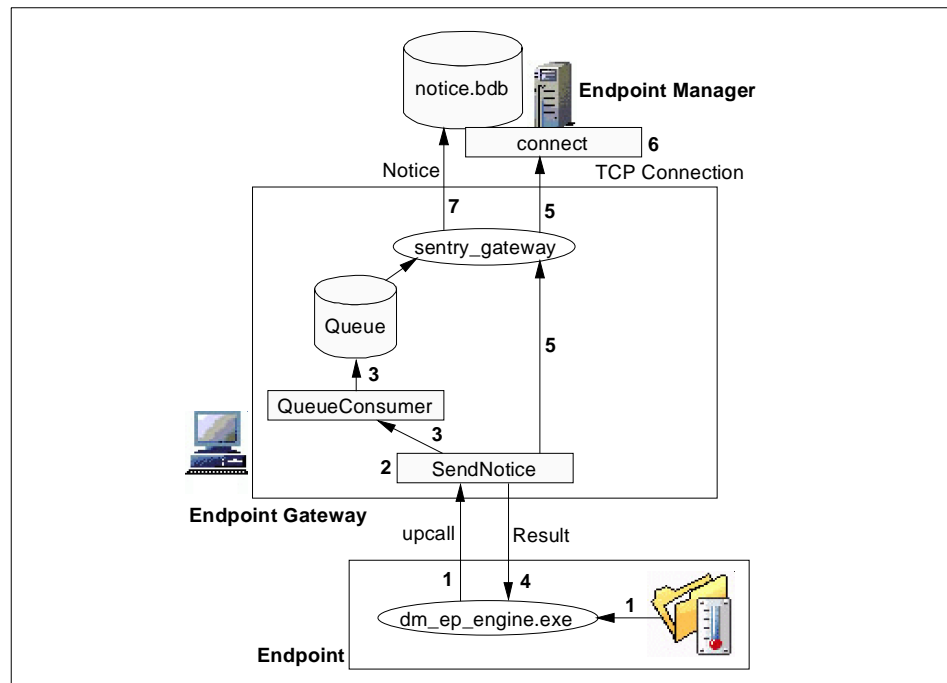 notice.bdb
Endpoint Manager
connect
6
Notice
TCP Connection
7
5
sentry_gateway
Queue
5
3
QueueConsumer
3
2
SendNotice
Endpoint Gateway
upcall
Result
1
4
1
dm_ep_engine.exe
Endpoint